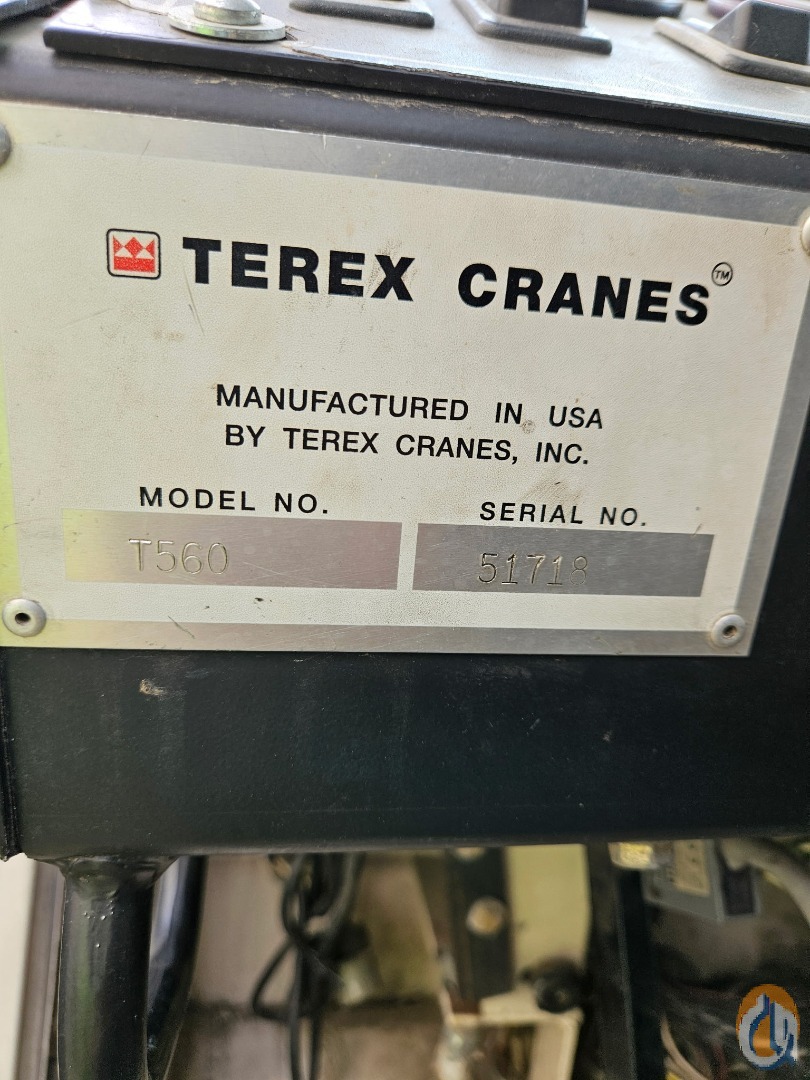 TEREX CRANES™
MANUFACTURED IN USA
BY TEREX CRANES, INC.
MODEL NO.
SERIAL NO.
T560
51718